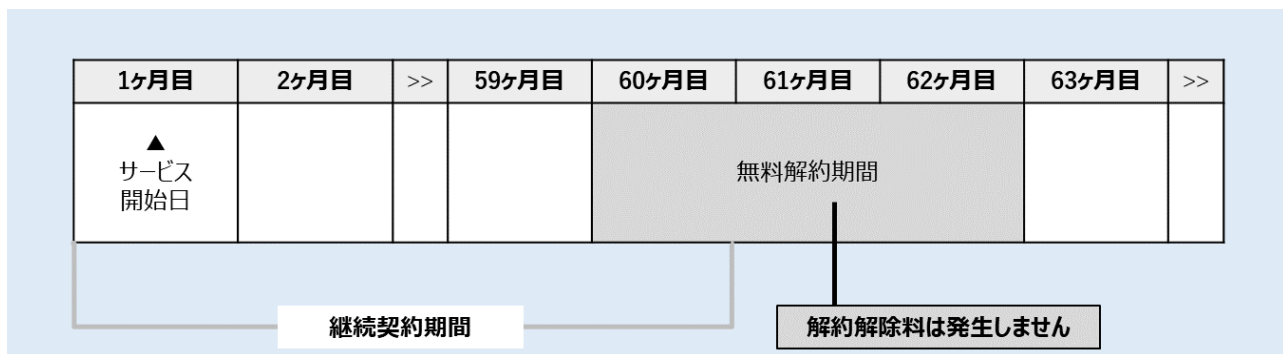 1ヶ月目 2ヶ月目 >> 59ヶ月目 60ヶ月目 61ヶ月目 62ヶ月目 63ヶ月目 >>
▲
サービス
開始日
無料解約期間
継続契約期間
解約解除料は発生しません